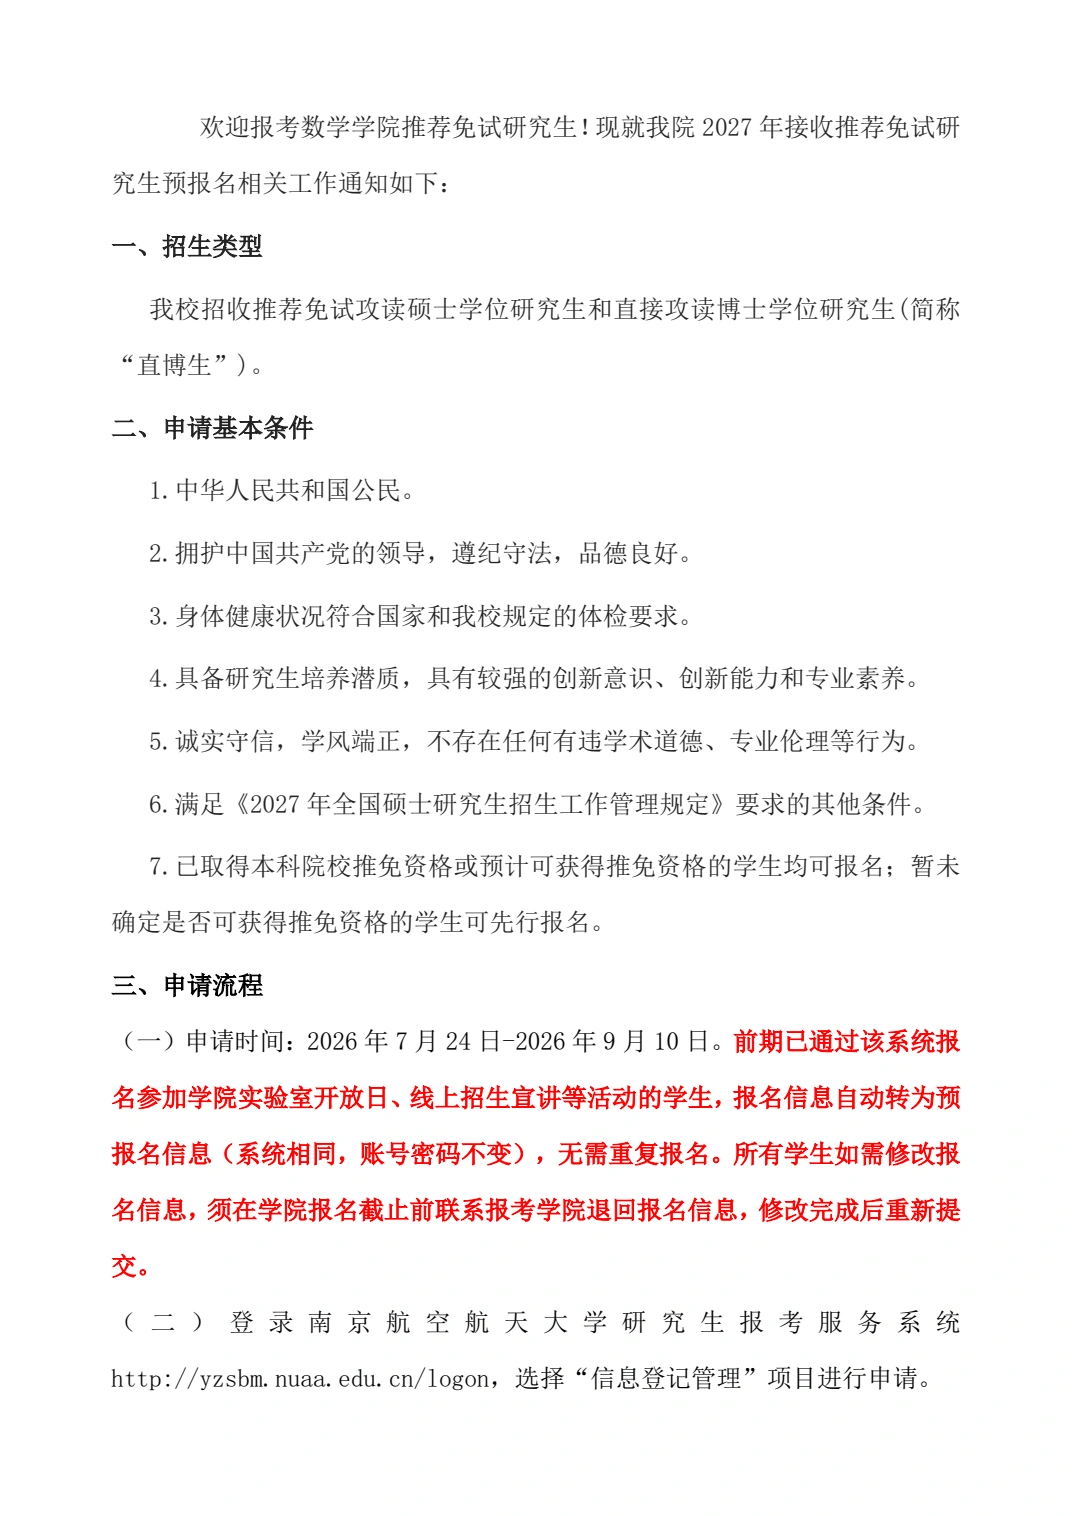 欢迎报考数学学院推荐免试研究生！现就我院 2027 年接收推荐免试研
究生预报名相关工作通知如下：
一、招生类型
我校招收推荐免试攻读硕士学位研究生和直接攻读博士学位研究生(简称
“直博生”)。
二、申请基本条件
1.中华人民共和国公民。
2.拥护中国共产党的领导，遵纪守法，品德良好。
3.身体健康状况符合国家和我校规定的体检要求。
4.具备研究生培养潜质，具有较强的创新意识、创新能力和专业素养。
5.诚实守信，学风端正，不存在任何有违学术道德、专业伦理等行为。
6.满足《2027 年全国硕士研究生招生工作管理规定》要求的其他条件。
7.已取得本科院校推免资格或预计可获得推免资格的学生均可报名；暂未
确定是否可获得推免资格的学生可先行报名。
三、申请流程
（一）申请时间：2026 年 7 月 24 日-2026 年 9 月 10 日。前期已通过该系统报
名参加学院实验室开放日、线上招生宣讲等活动的学生，报名信息自动转为预
报名信息（系统相同，账号密码不变），无需重复报名。所有学生如需修改报
名信息，须在学院报名截止前联系报考学院退回报名信息，修改完成后重新提
交。
（二）登录南京航空航天大学研究生报考服务系统
http://yzsbm.nuaa.edu.cn/logon，选择“信息登记管理”项目进行申请。